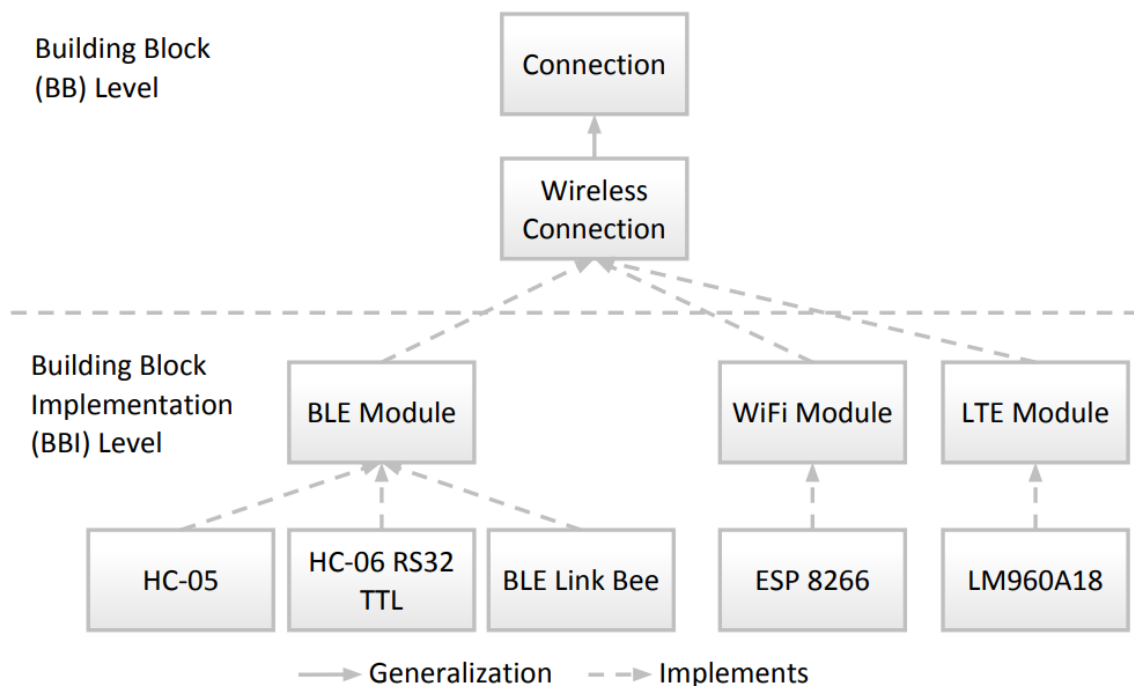 Building Block
(BB) Level
Connection
Wireless
Connection
Building Block
Implementation
(BBI) Level
BLE Module
WiFi Module
LTE Module
HC-05
HC-06 RS32
TTL
BLE Link Bee
ESP 8266
LM960A18
Generalization
Implements